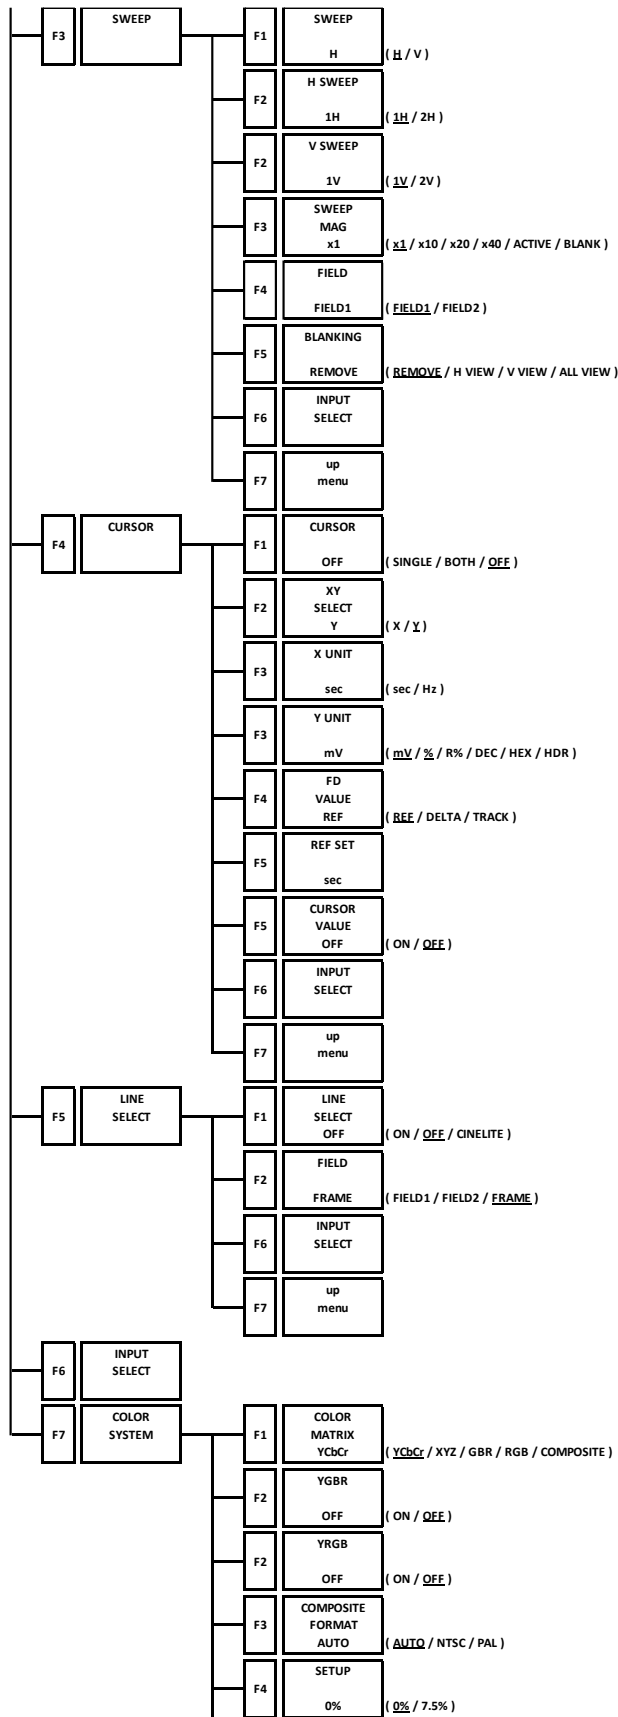 F3
SWEEP
F1
SWEEP
H
( H / V )
F2
H SWEEP
1H
( 1H / 2H )
F2
V SWEEP
1V
( 1V / 2V )
F3
SWEEP
MAG
x1
( x1 / x10 / x20 / x40 / ACTIVE / BLANK )
F4
FIELD
FIELD1
( FIELD1 / FIELD2 )
F5
BLANKING
REMOVE
( REMOVE / H VIEW / V VIEW / ALL VIEW )
F6
INPUT
SELECT
F7
up
menu
F4
CURSOR
F1
CURSOR
OFF
( SINGLE / BOTH / OFF )
F2
XY
SELECT
Y
( X / Y )
F3
X UNIT
sec
( sec / Hz )
F3
Y UNIT
mV
( mV / % / R% / DEC / HEX / HDR )
F4
FD
VALUE
REF
( REF / DELTA / TRACK )
F5
REF SET
sec
F5
CURSOR
VALUE
OFF
( ON / OFF )
F6
INPUT
SELECT
F7
up
menu
F5
LINE
SELECT
F1
LINE
SELECT
OFF
( ON / OFF / CINELITE )
F2
FIELD
FRAME
( FIELD1 / FIELD2 / FRAME )
F6
INPUT
SELECT
F7
up
menu
F6
INPUT
SELECT
F7
COLOR
SYSTEM
F1
COLOR
MATRIX
YCbCr
( YCbCr / XYZ / GBR / RGB / COMPOSITE )
F2
YGBR
OFF
( ON / OFF )
F2
YRGB
OFF
( ON / OFF )
F3
COMPOSITE
FORMAT
AUTO
( AUTO / NTSC / PAL )
F4
SETUP
0%
( 0% / 7.5% )